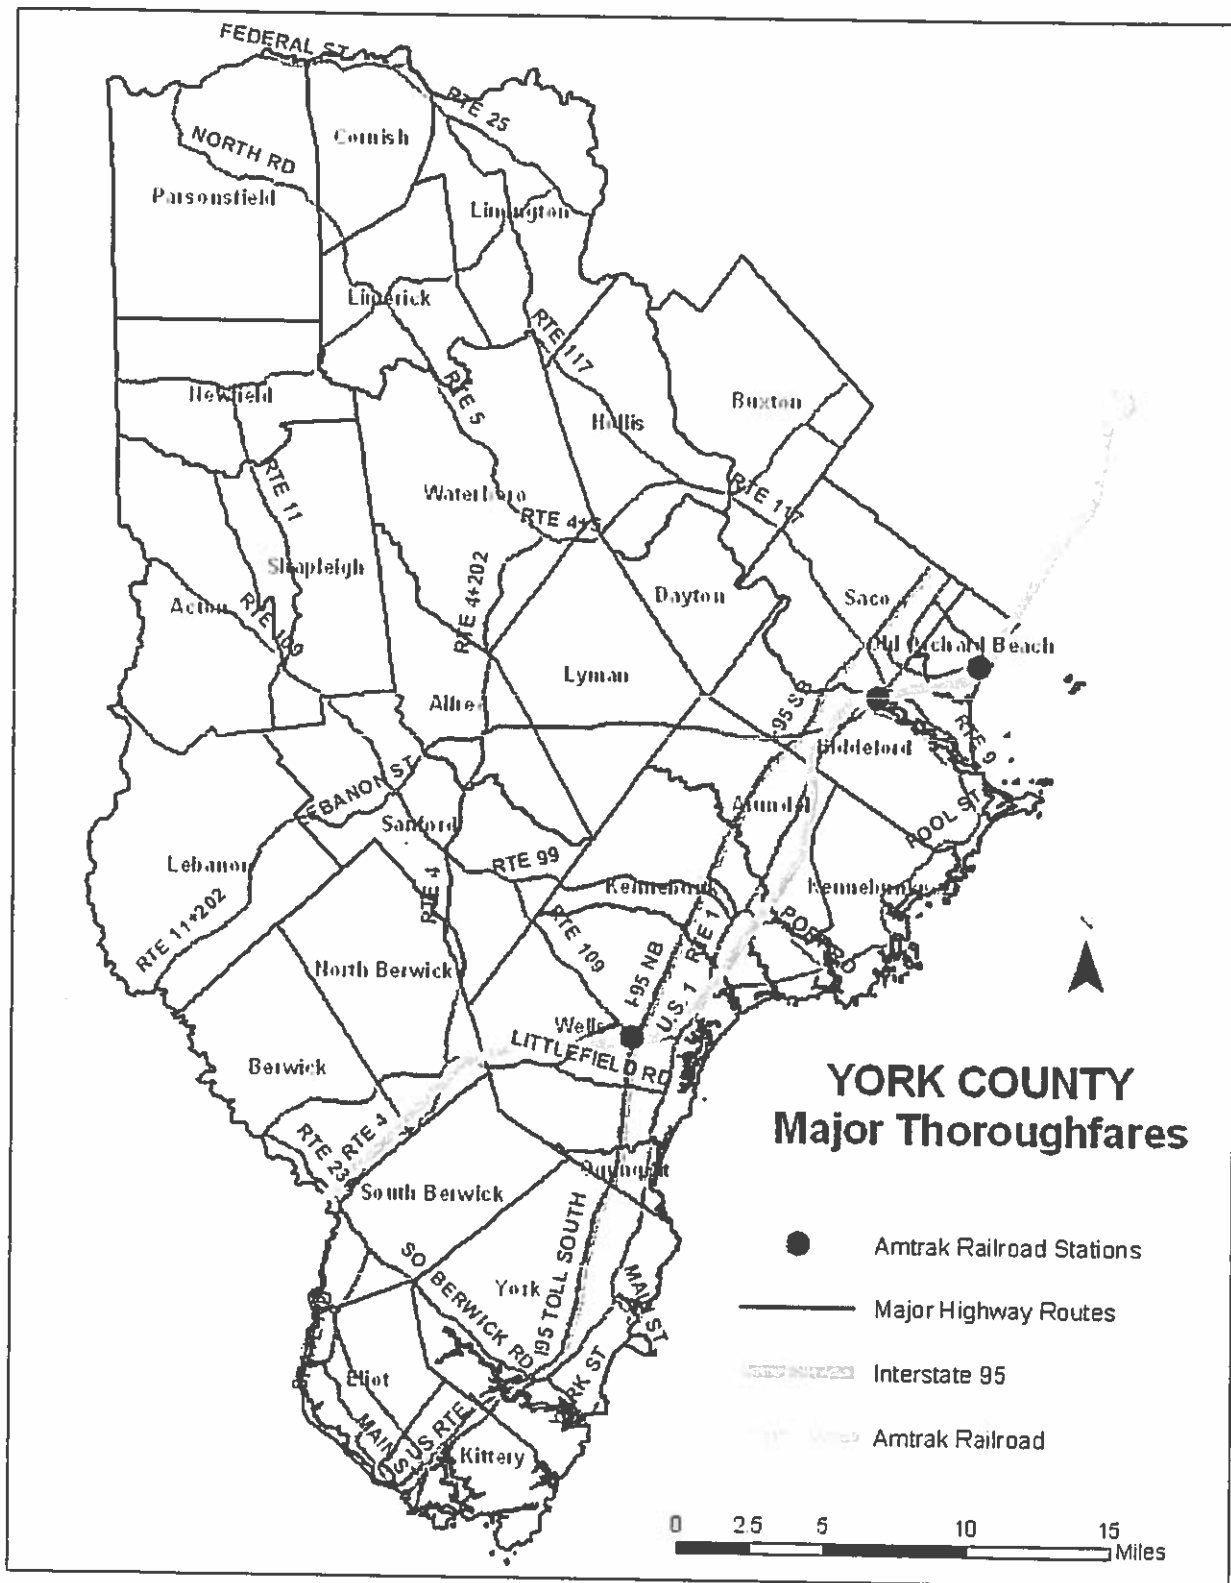 FEDERAL ST
RTE 25
Cornish
NORTH RD
Parsonsfield
Limington
Limerick
RTE 117
RTE 5
Newfield
Buxton
Hollis
RTE 11
Waterboro
RTE 117
RTE 4+5
Shapleigh
RTE 4+202
Dayton
Saco
Acton
RTE 109
Old Orchard Beach
Lyman
Alfred
I-95 SB
RTE 9
Biddeford
LEBANON ST
Arundel
POOL ST
Sanford
Lebanon
RTE 99
RTE 4
Kennebunk
RTE 11+202
RTE 109
RTE 1
PORT RD
North Berwick
I-95 NB
U.S. 1
Wells
LITTLEFIELD RD
Berwick
YORK COUNTY
Major Thoroughfares
RTE 4
RTE 23
Ogunquit
South Berwick
Amtrak Railroad Stations
SO BERWICK RD
I95 TOLL SOUTH
York
MAIN ST
Major Highway Routes
YORK ST
Eliot
Interstate 95
MAIN S
US RTE
Amtrak Railroad
Kittery
0 2.5 5 10 15
Miles